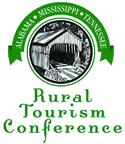 ALABAMA • MISSISSIPPI • TENNESSEE
Rural
Tourism
Conference